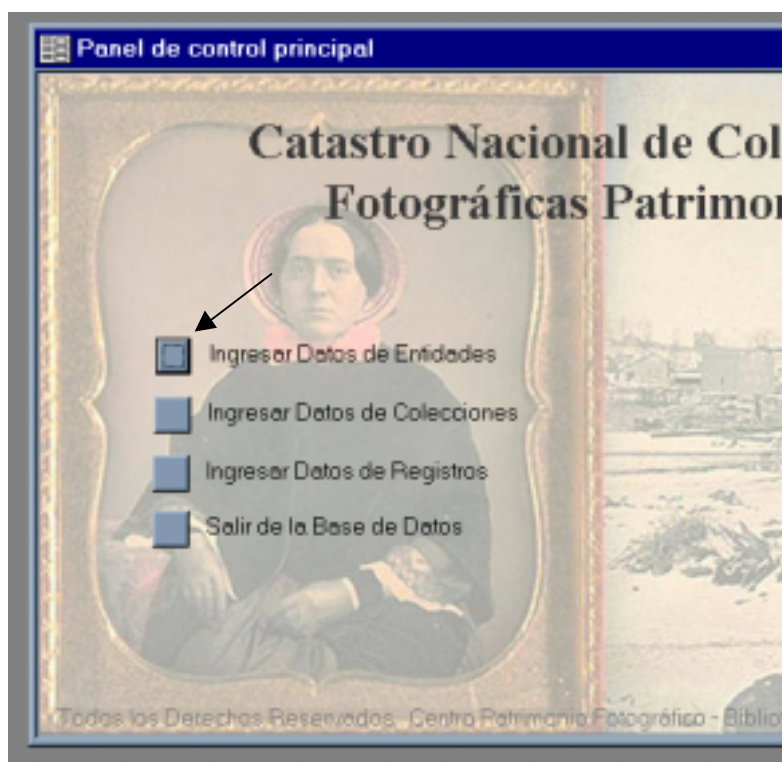 Panel de control principal
Catastro Nacional de Col
Fotográficas Patrimon
Ingresar Datos de Entidades
Ingresar Datos de Colecciones
Ingresar Datos de Registros
Salir de la Base de Datos
Todos los Derechos Reservados. Centro Patrimonio Fotográfico - Bibliot